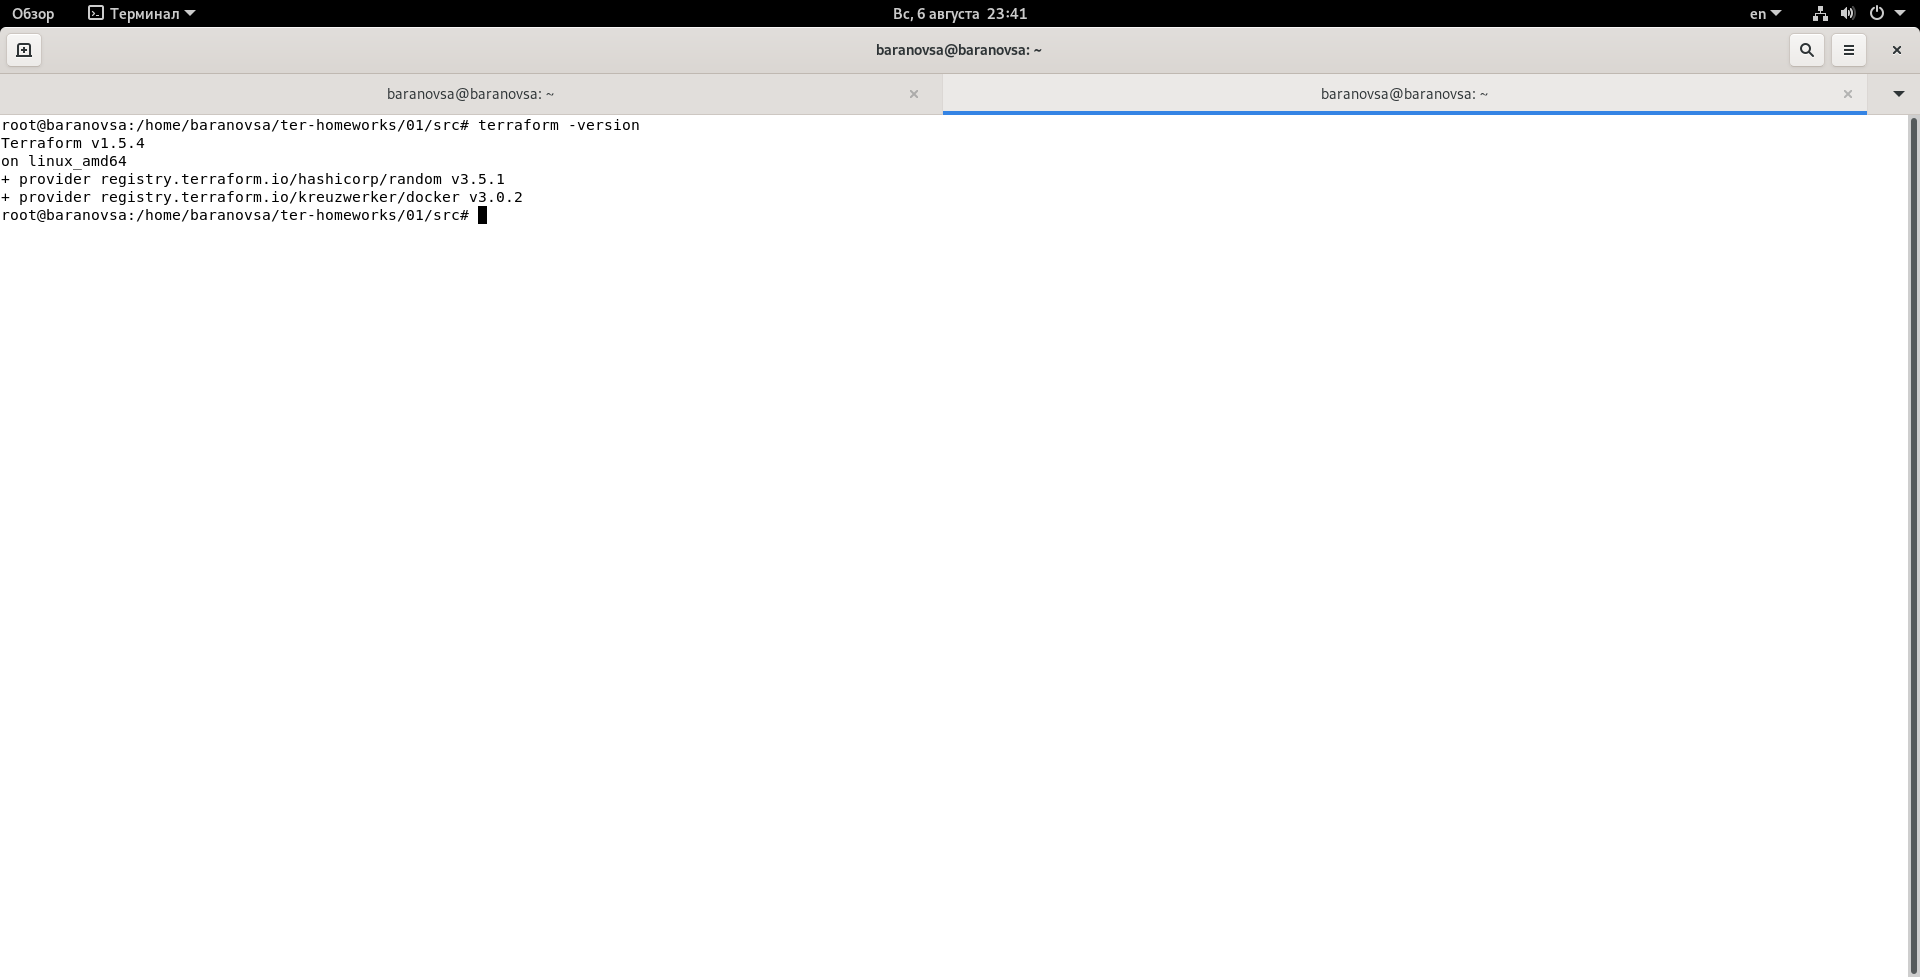 Обзор Терминал Вс, 6 августа 23:41 en
baranovsa@baranovsa: ~
baranovsa@baranovsa: ~ baranovsa@baranovsa: ~
root@baranovsa:/home/baranovsa/ter-homeworks/01/src# terraform -version
Terraform v1.5.4
on linux_amd64
+ provider registry.terraform.io/hashicorp/random v3.5.1
+ provider registry.terraform.io/kreuzwerker/docker v3.0.2
root@baranovsa:/home/baranovsa/ter-homeworks/01/src#